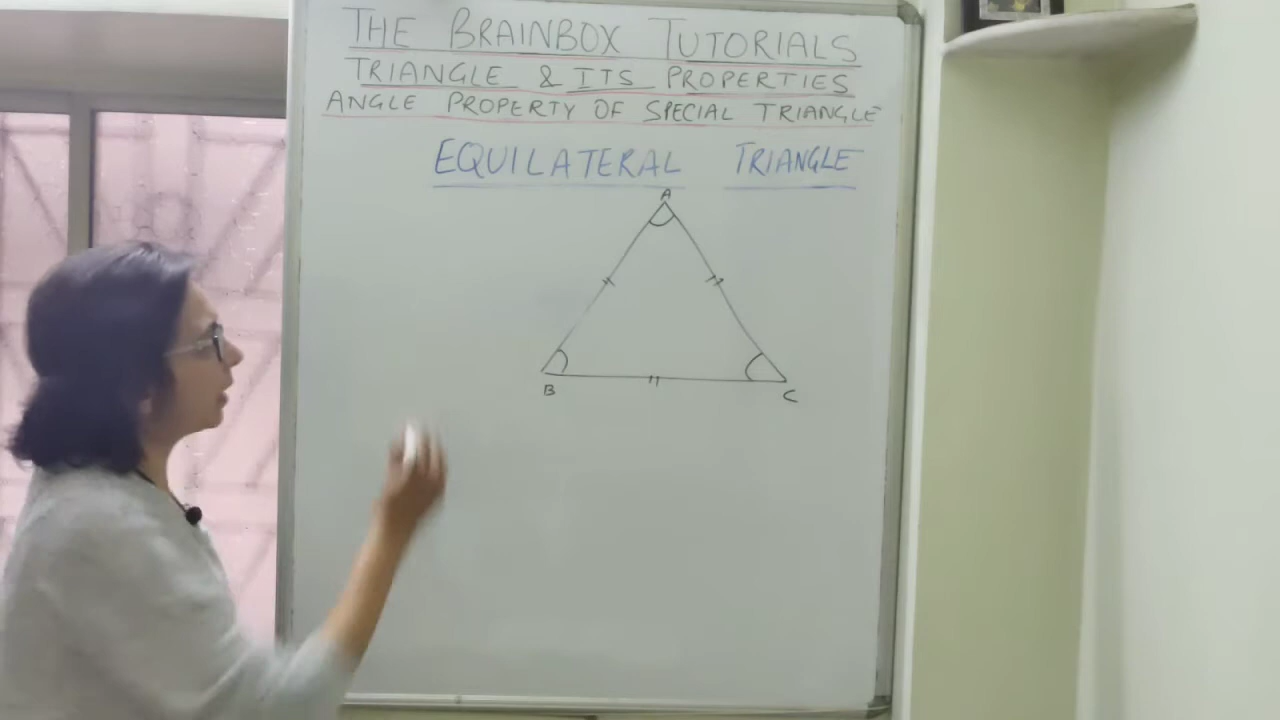 THE BRAINBOX TUTORIALS
TRIANGLE & ITS PROPERTIES
ANGLE PROPERTY OF SPECIAL TRIANGLE
EQUILATERAL TRIANGLE
A
B
C